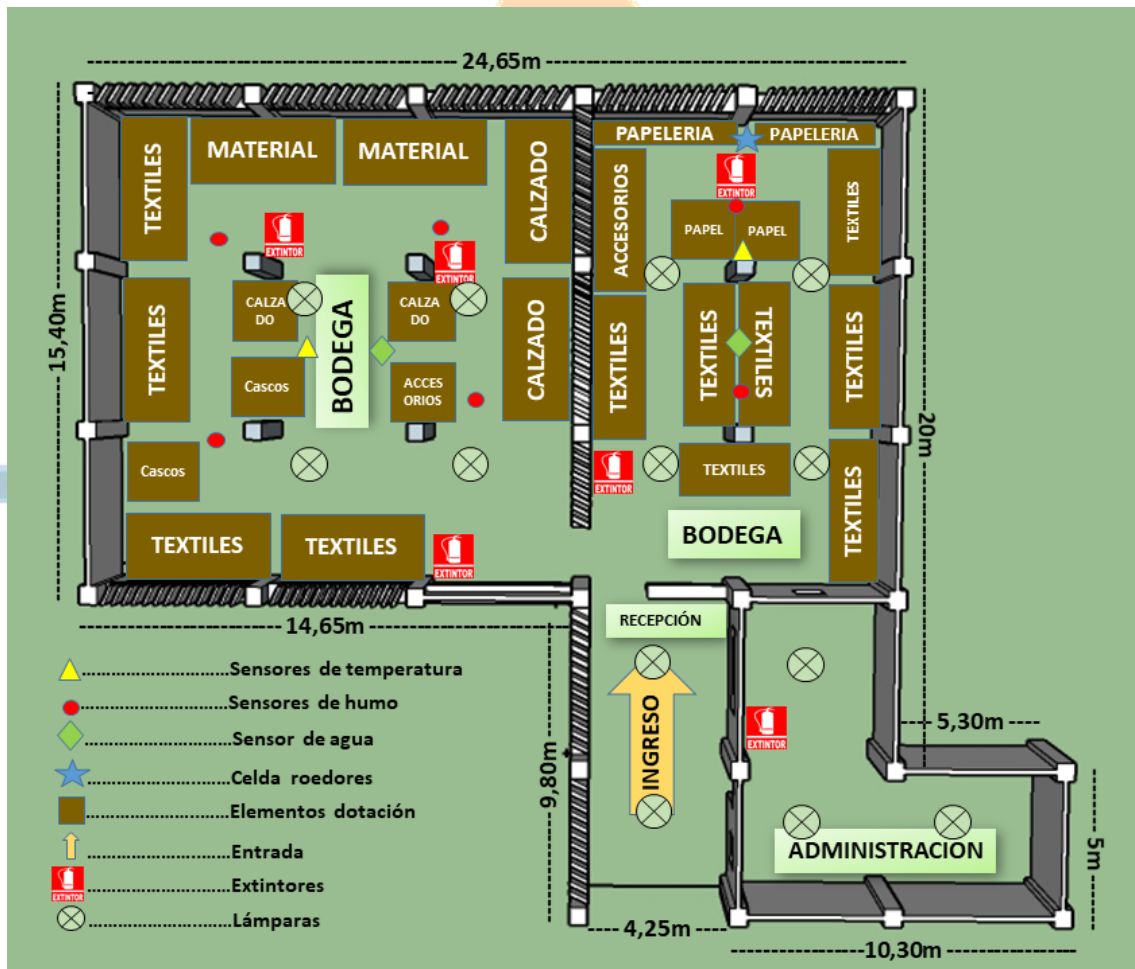 24,65m
PAPELERIA
PAPELERIA
MATERIAL
MATERIAL
TEXTILES
CALZADO
EXTINTOR
ACCESORIOS
TEXTILES
PAPEL
PAPEL
EXTINTOR
EXTINTOR
15,40m
TEXTILES
CALZA
DO
BODEGA
CALZA
DO
CALZADO
TEXTILES
TEXTILES
TEXTILES
TEXTILES
Cascos
ACCES
ORIOS
20m
Cascos
EXTINTOR
TEXTILES
TEXTILES
TEXTILES
TEXTILES
EXTINTOR
BODEGA
14,65m
RECEPCIÓN
Sensores de temperatura
Sensores de humo
Sensor de agua
Celda roedores
Elementos dotación
Entrada
EXTINTOR
Extintores
Lámparas
9,80m
INGRESO
EXTINTOR
5,30m
ADMINISTRACION
5m
4,25m
10,30m